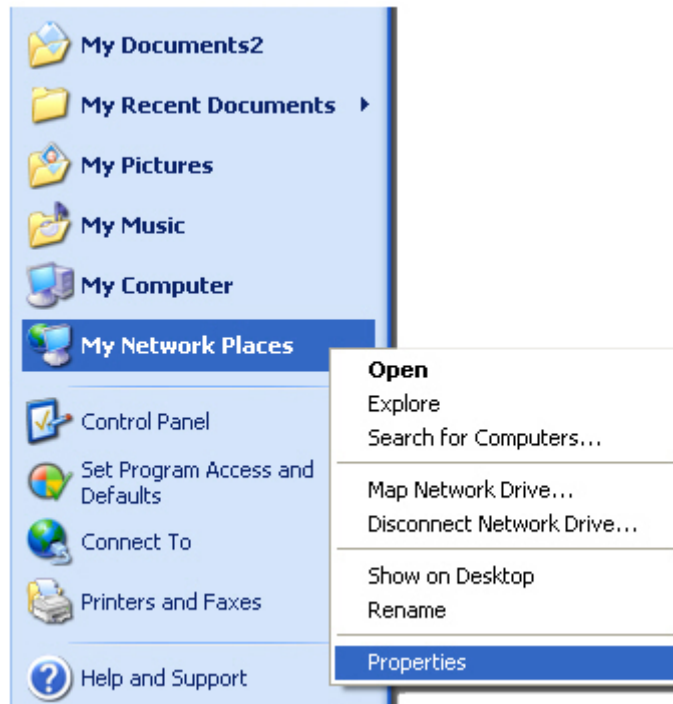 My Documents2
My Recent Documents
My Pictures
My Music
My Computer
My Network Places
Control Panel
Set Program Access and
Defaults
Connect To
Printers and Faxes
Help and Support
Open
Explore
Search for Computers...
Map Network Drive...
Disconnect Network Drive...
Show on Desktop
Rename
Properties